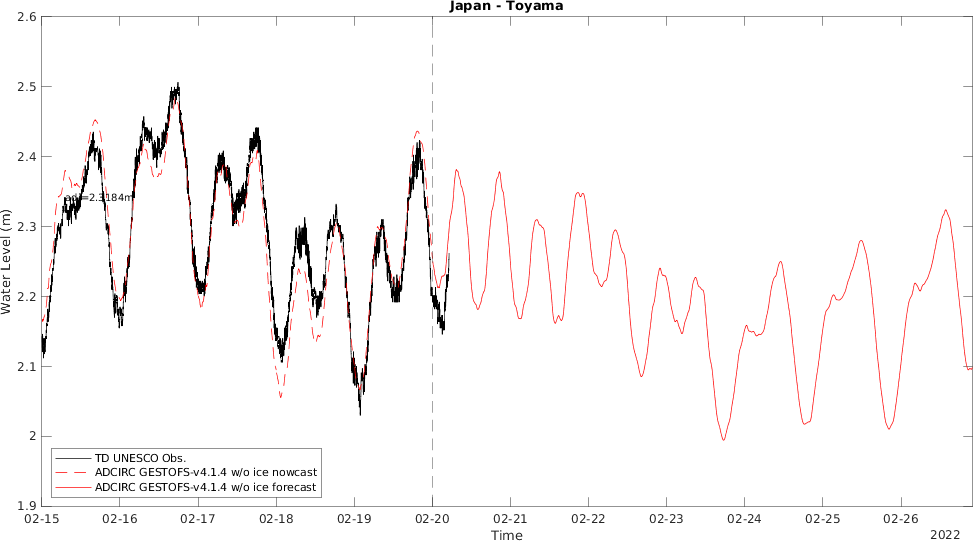 Japan - Toyama
2.6
2.5
2.4
2.3
2.2
2.1
2
1.9
Water Level (m)
adj=2.3184m
TD UNESCO Obs.
ADCIRC GESTOFS-v4.1.4 w/o ice nowcast
ADCIRC GESTOFS-v4.1.4 w/o ice forecast
02-15 02-16 02-17 02-18 02-19 02-20 02-21 02-22 02-23 02-24 02-25 02-26
Time
2022